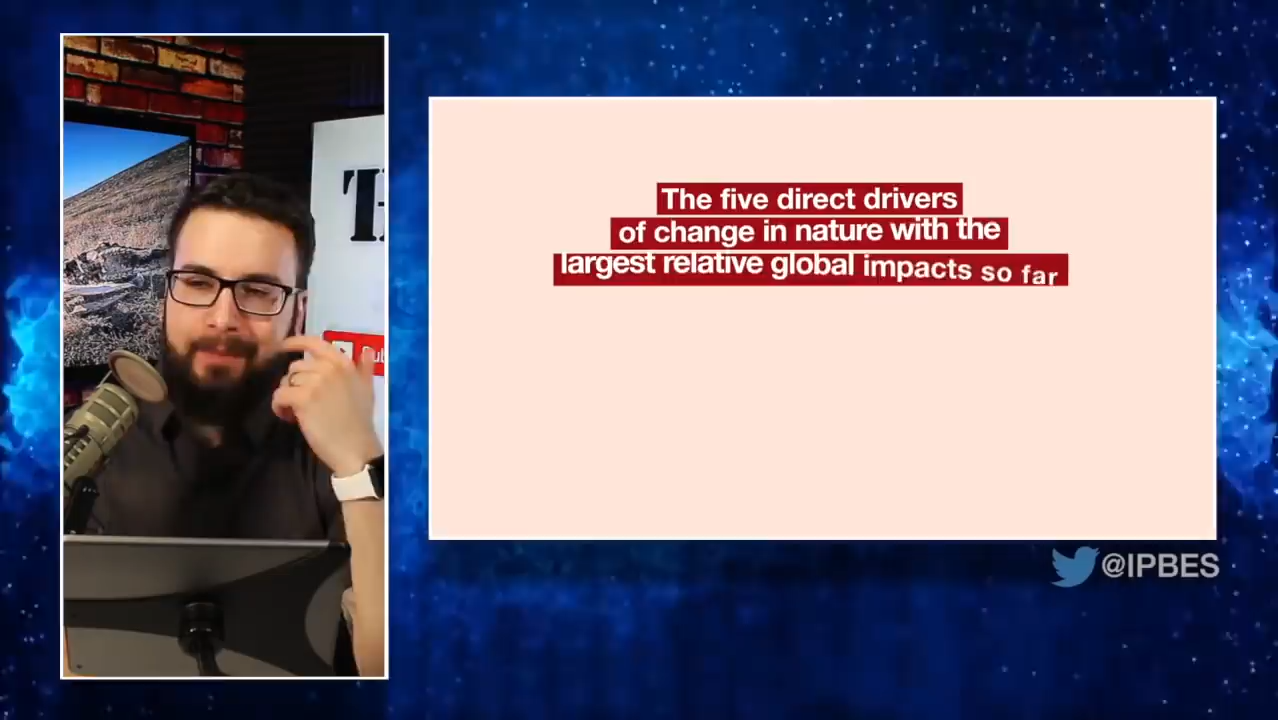 The five direct drivers
of change in nature with the
largest relative global impacts so far
@IPBES